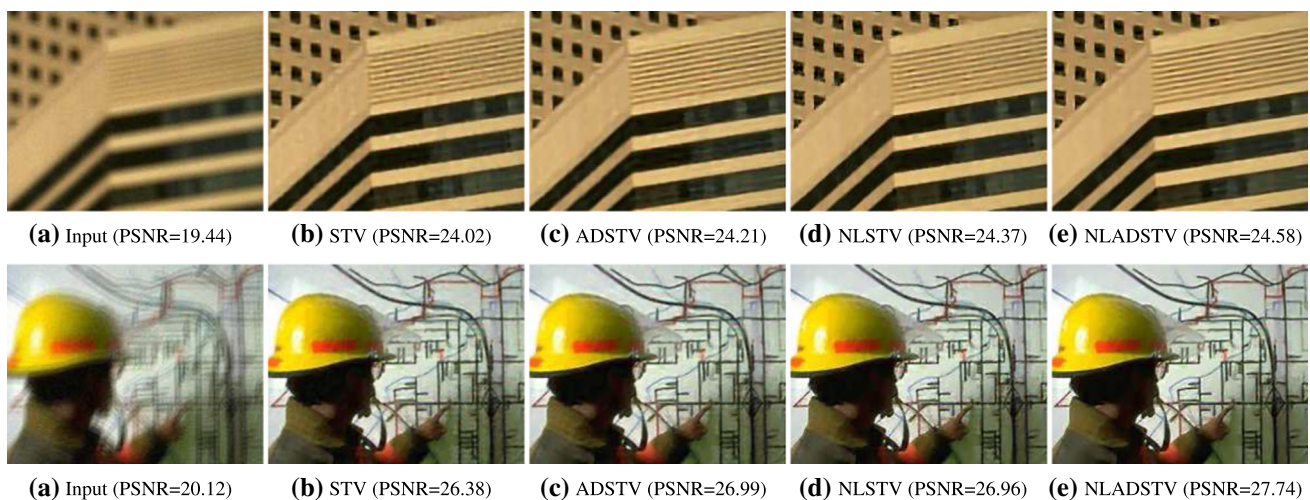 (a) Input (PSNR=19.44) (b) STV (PSNR=24.02) (c) ADSTV (PSNR=24.21) (d) NLSTV (PSNR=24.37) (e) NLADSTV (PSNR=24.58)
(a) Input (PSNR=20.12) (b) STV (PSNR=26.38) (c) ADSTV (PSNR=26.99) (d) NLSTV (PSNR=26.96) (e) NLADSTV (PSNR=27.74)